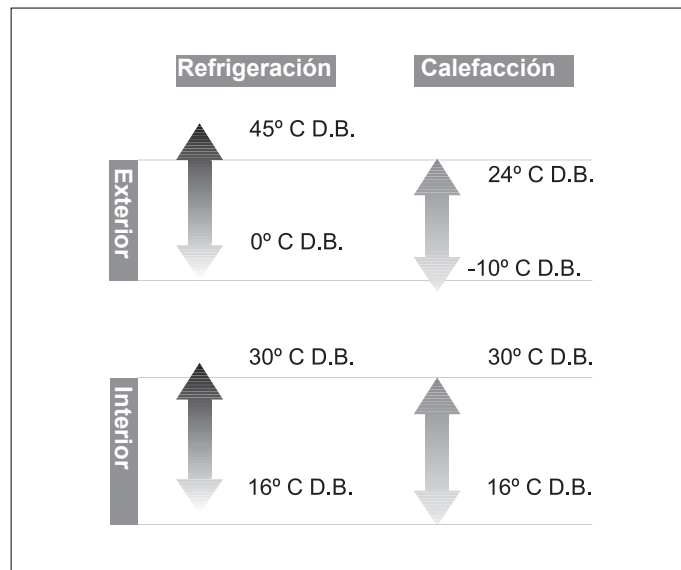 Refrigeración Calefacción
45º C D.B.
24º C D.B.
Exterior
0º C D.B.
-10º C D.B.
30º C D.B. 30º C D.B.
Interior
16º C D.B. 16º C D.B.